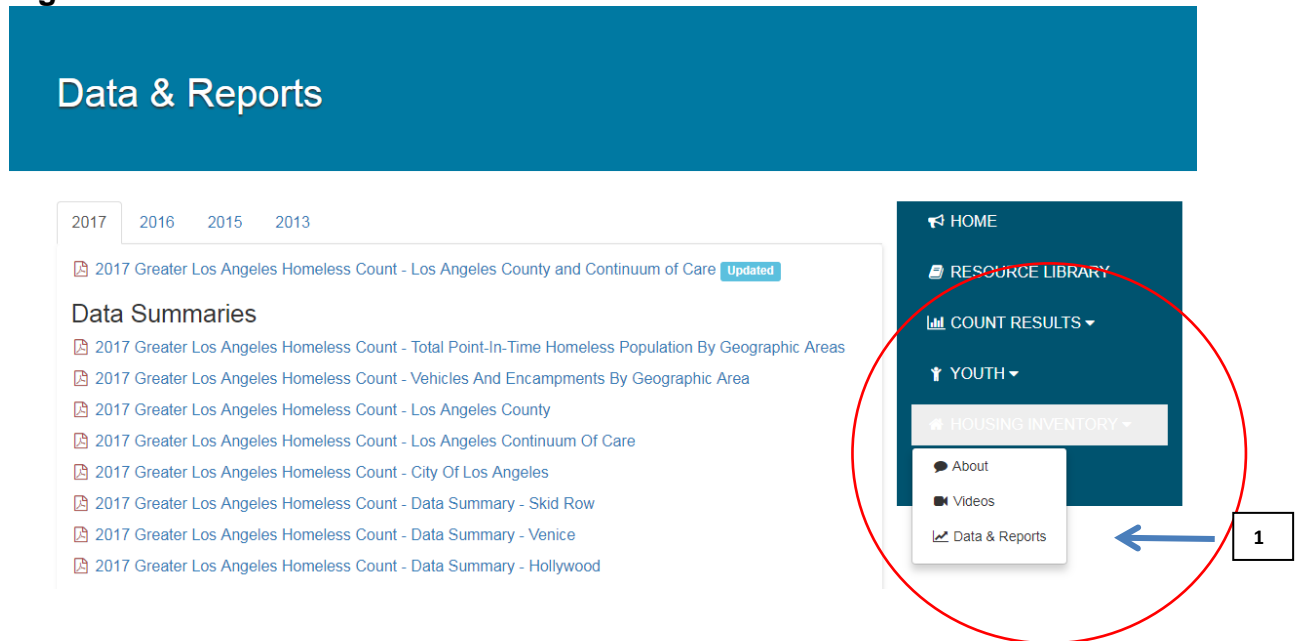 Data & Reports
2017 2016 2015 2013
2017 Greater Los Angeles Homeless Count - Los Angeles County and Continuum of Care Updated
Data Summaries
2017 Greater Los Angeles Homeless Count - Total Point-In-Time Homeless Population By Geographic Areas
2017 Greater Los Angeles Homeless Count - Vehicles And Encampments By Geographic Area
2017 Greater Los Angeles Homeless Count - Los Angeles County
2017 Greater Los Angeles Homeless Count - Los Angeles Continuum Of Care
2017 Greater Los Angeles Homeless Count - City Of Los Angeles
2017 Greater Los Angeles Homeless Count - Data Summary - Skid Row
2017 Greater Los Angeles Homeless Count - Data Summary - Venice
2017 Greater Los Angeles Homeless Count - Data Summary - Hollywood
HOME
RESOURCE LIBRARY
COUNT RESULTS
YOUTH
HOUSING INVENTORY
About
Videos
Data & Reports
1